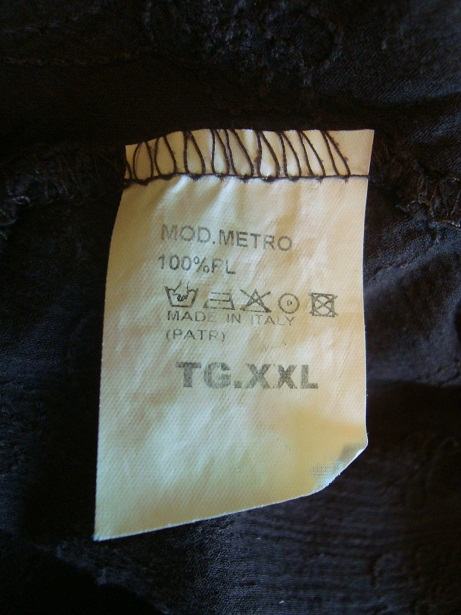 MOD.METRO
100%PL
MADE IN ITALY
(PATR)
TG.XXL